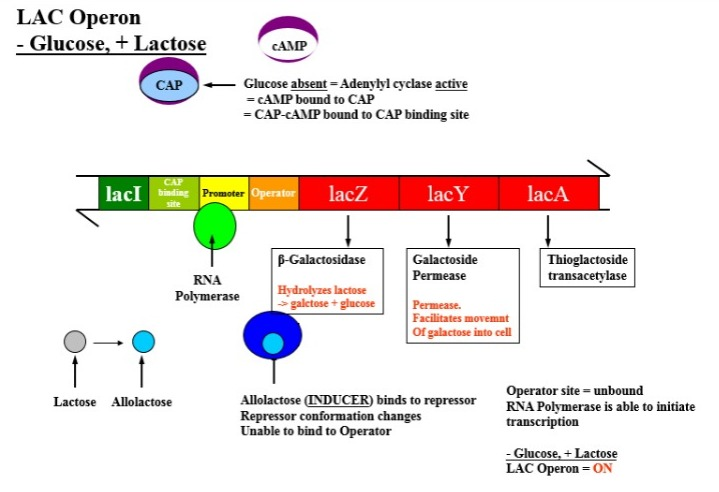 LAC Operon
- Glucose, + Lactose
cAMP
CAP
Glucose absent = Adenylyl cyclase active
= cAMP bound to CAP
= CAP-cAMP bound to CAP binding site
lacI
CAP
binding
site
Promoter
Operator
lacZ
lacY
lacA
RNA
Polymerase
β-Galactosidase
Hydrolyzes lactose
-> galctose + glucose
Galactoside
Permease
Permease.
Facilitates movemnt
Of galactose into cell
Thioglactoside
transacetylase
Lactose
Allolactose
Allolactose (INDUCER) binds to repressor
Repressor conformation changes
Unable to bind to Operator
Operator site = unbound
RNA Polymerase is able to initiate
transcription
- Glucose, + Lactose
LAC Operon = ON